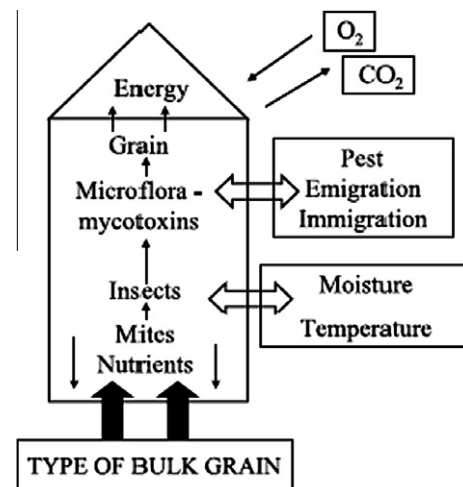 O₂
CO₂
Energy
Grain
Microflora -
mycotoxins
Pest
Emigration
Immigration
Insects
Moisture
Temperature
Mites
Nutrients
TYPE OF BULK GRAIN